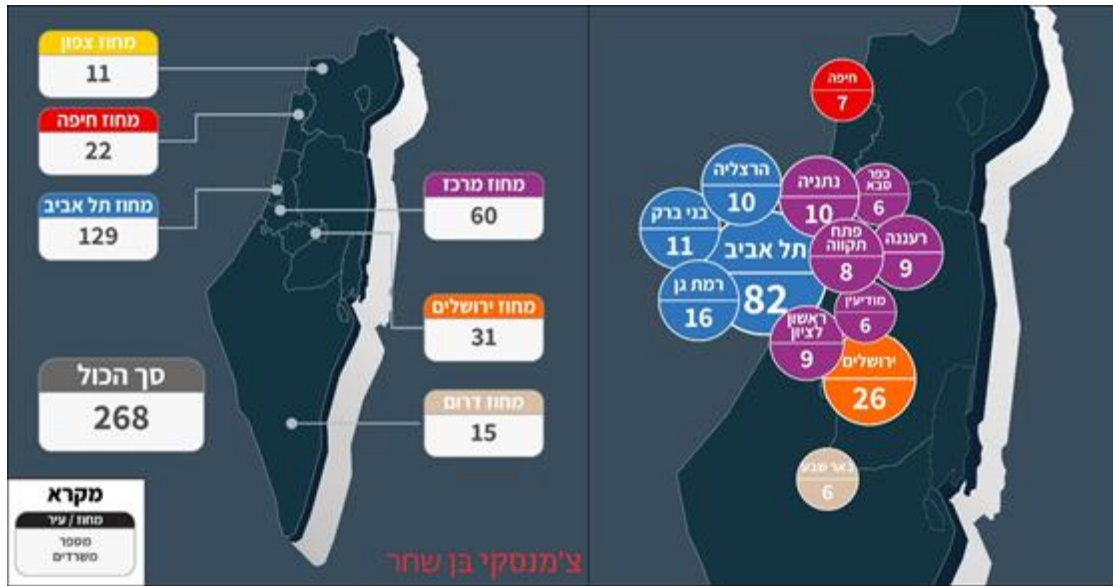 מחוז צפון
11
מחוז חיפה
22
מחוז תל אביב
129
מחוז מרכז
60
מחוז ירושלים
31
מחוז דרום
15
סך הכול
268
מקרא
מחוז / עיר
מספר
משרדים
צ'מנסקי בן שחר
חיפה
7
הרצליה
10
נתניה
10
כפר
סבא
6
בני ברק
11
תל אביב
82
פתח
תקווה
8
רעננה
9
רמת גן
16
מודיעין
6
ראשון
לציון
9
ירושלים
26
באר שבע
6